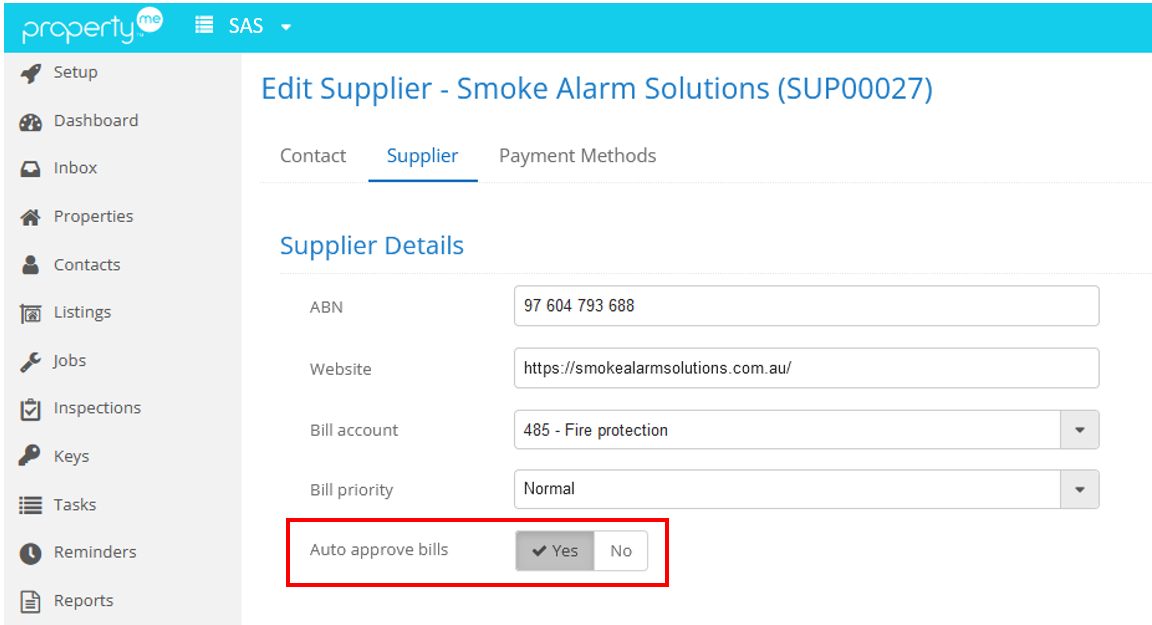 propertyme SAS
Setup
Dashboard
Inbox
Properties
Contacts
Listings
Jobs
Inspections
Keys
Tasks
Reminders
Reports
Edit Supplier - Smoke Alarm Solutions (SUP00027)
Contact Supplier Payment Methods
Supplier Details
ABN 97 604 793 688
Website https://smokealarmsolutions.com.au/
Bill account 485 - Fire protection
Bill priority Normal
Auto approve bills Yes No